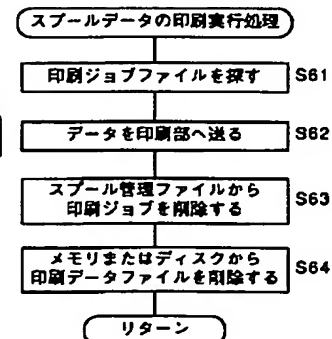 スプールデータの印刷実行処理
印刷ジョブファイルを探す S61
データを印刷部へ送る S62
スプール管理ファイルから
印刷ジョブを削除する S63
メモリまたはディスクから
印刷データファイルを削除する S64
リターン